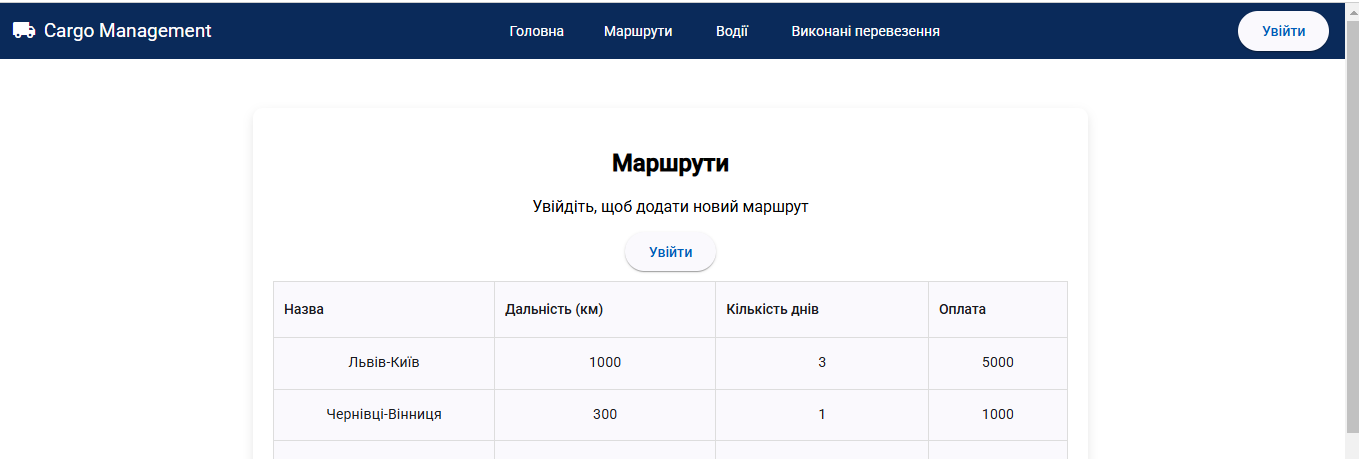 Cargo Management Головна Маршрути Водії Виконані перевезення Увійти
Маршрути
Увійдіть, щоб додати новий маршрут
Увійти
Назва Дальність (км) Кількість днів Оплата
Львів-Київ 1000 3 5000
Чернівці-Вінниця 300 1 1000